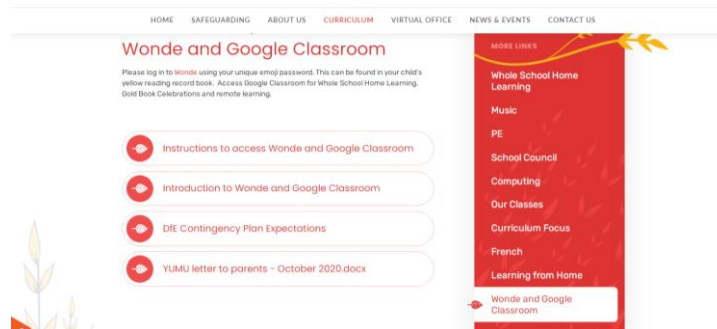 HOME SAFEGUARDING ABOUT US CURRICULUM VIRTUAL OFFICE NEWS & EVENTS CONTACT US
Wonde and Google Classroom
Please log in to Wonde using your unique emoji password. This can be found in your child's
yellow reading record book. Access Google Classroom for Whole School Home Learning,
Gold Book Celebrations and remote learning.
Instructions to access Wonde and Google Classroom
Introduction to Wonde and Google Classroom
DfE Contingency Plan Expectations
YUMU letter to parents - October 2020.docx
MORE LINKS
Whole School Home
Learning
Music
PE
School Council
Computing
Our Classes
Curriculum Focus
French
Learning from Home
Wonde and Google
Classroom